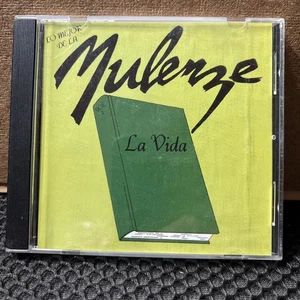 LO MEJOR
DE LA
Mulenze
La Vida